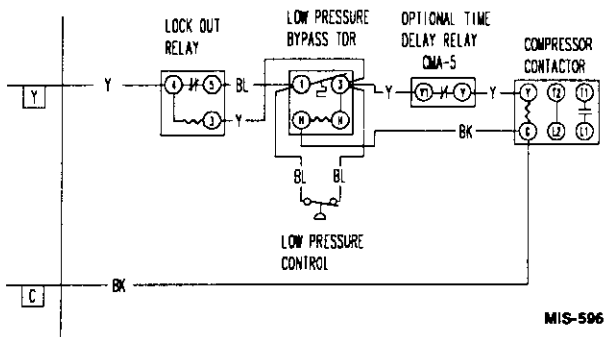 LOCK OUT
RELAY
LOW PRESSURE
BYPASS TDR
OPTIONAL TIME
DELAY RELAY
CMA-5
COMPRESSOR
CONTACTOR
Y
Y
4
5
BL
1
3
Y
Y1
Y
Y
Y
T2
T1
3
Y
H
H
BK
C
L2
L1
BL
BL
LOW PRESSURE
CONTROL
C
BK
MIS-596